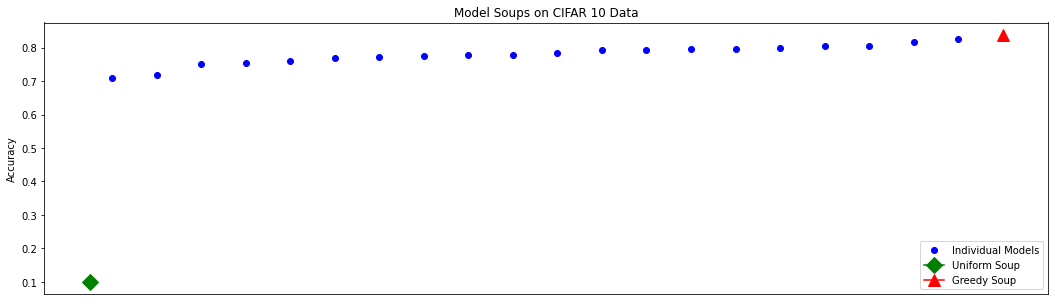 Model Soups on CIFAR 10 Data
Accuracy
0.8
0.7
0.6
0.5
0.4
0.3
0.2
0.1
Individual Models
Uniform Soup
Greedy Soup